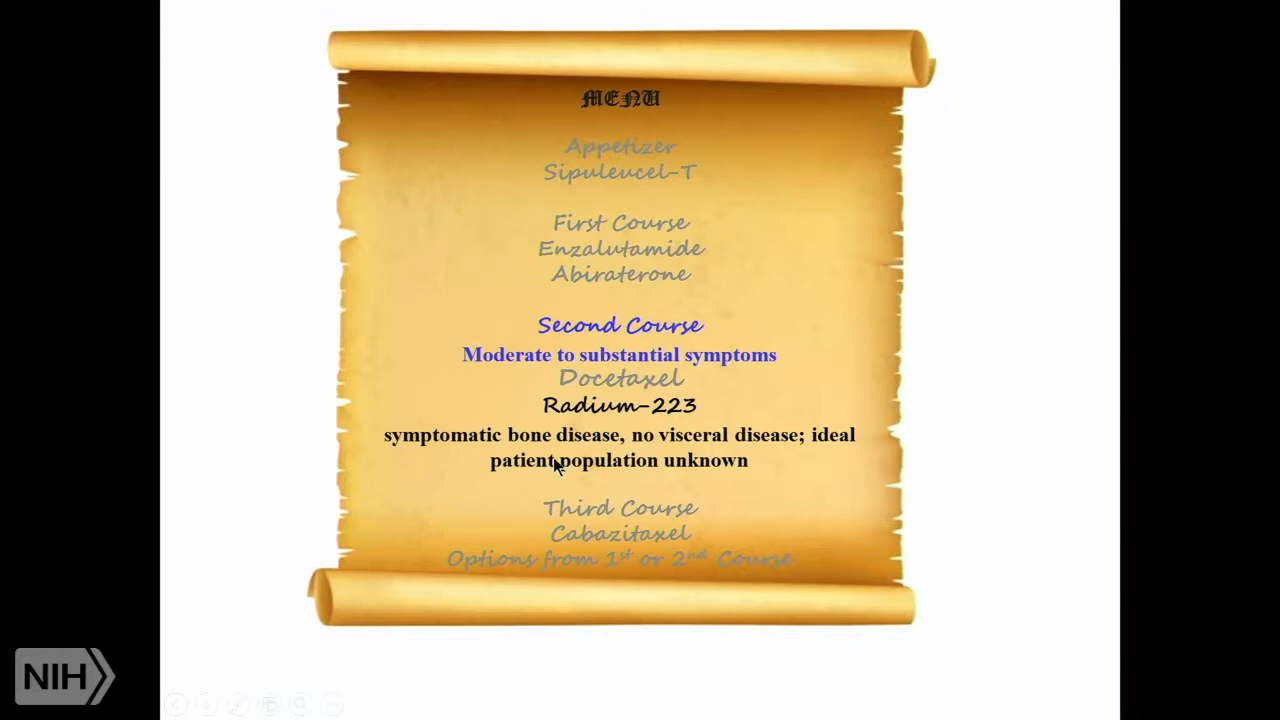 MENU
Appetizer
Sipuleucel-T
First Course
Enzalutamide
Abiraterone
Second Course
Moderate to substantial symptoms
Docetaxel
Radium-223
symptomatic bone disease, no visceral disease; ideal
patient population unknown
Third Course
Cabazitaxel
Options from 1st or 2nd Course
NIH